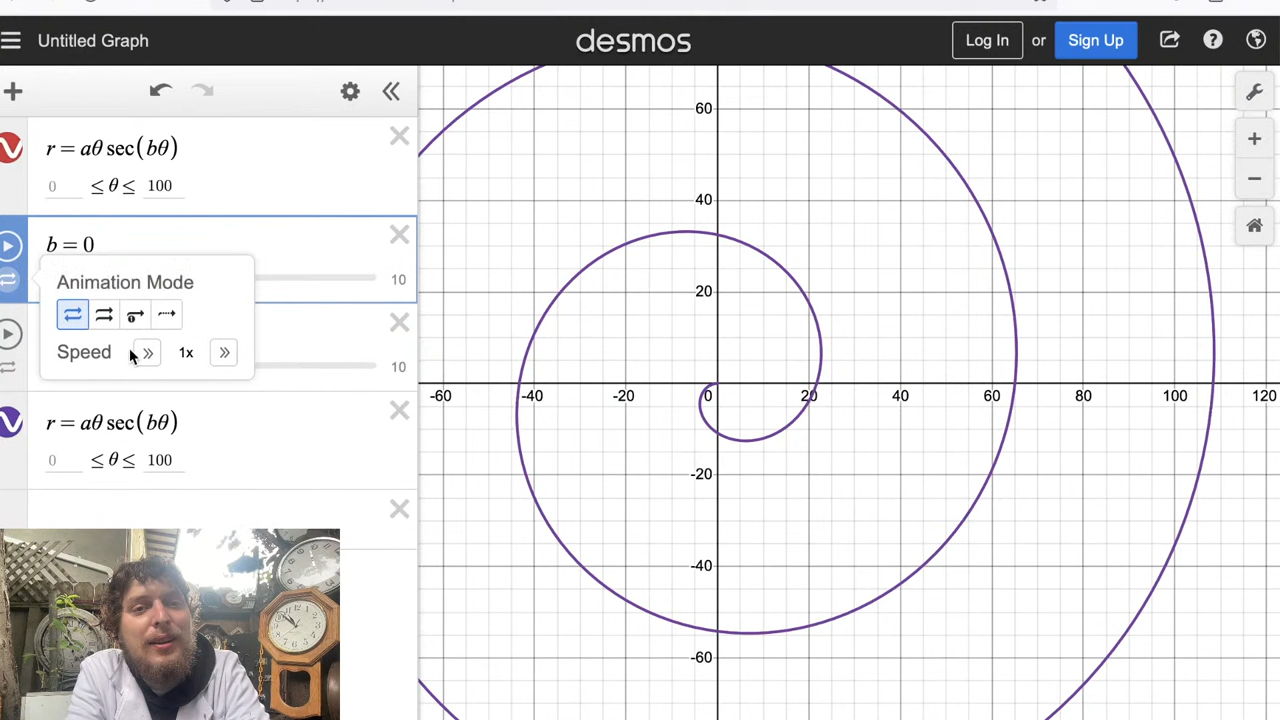 Untitled Graph
desmos
Log In or Sign Up
r = aθ sec(bθ)
0 ≤ θ ≤ 100
b = 0
10
Animation Mode
Speed 1x
10
r = aθ sec(bθ)
0 ≤ θ ≤ 100
60
40
20
-60 -40 -20 0 20 40 60 80 100 120
-20
-40
-60